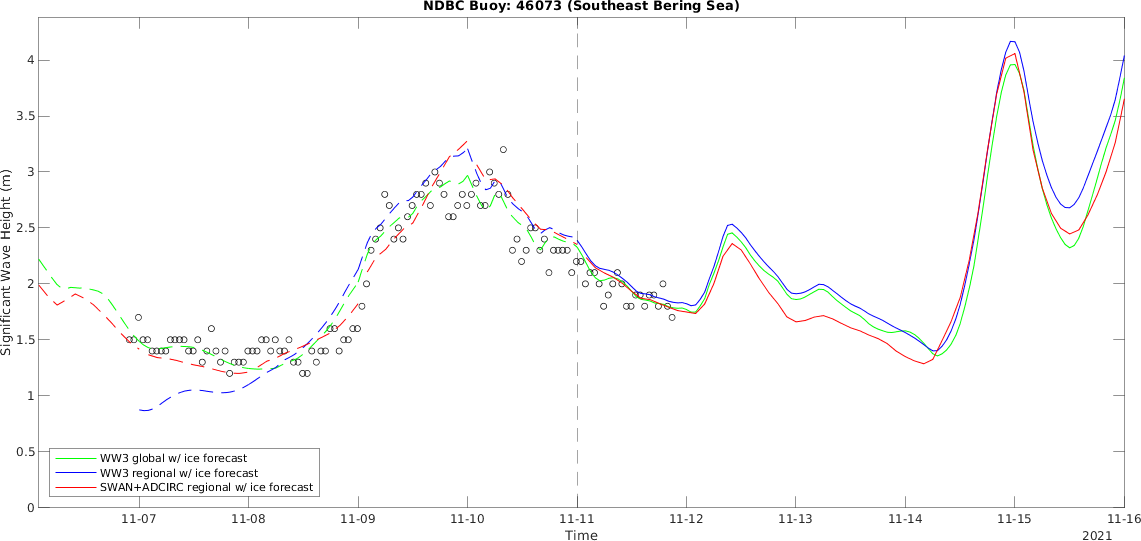 NDBC Buoy: 46073 (Southeast Bering Sea)
Significant Wave Height (m)
4
3.5
3
2.5
2
1.5
1
0.5
0
WW3 global w/ ice forecast
WW3 regional w/ ice forecast
SWAN+ADCIRC regional w/ ice forecast
11-07 11-08 11-09 11-10 11-11 11-12 11-13 11-14 11-15 11-16
Time
2021